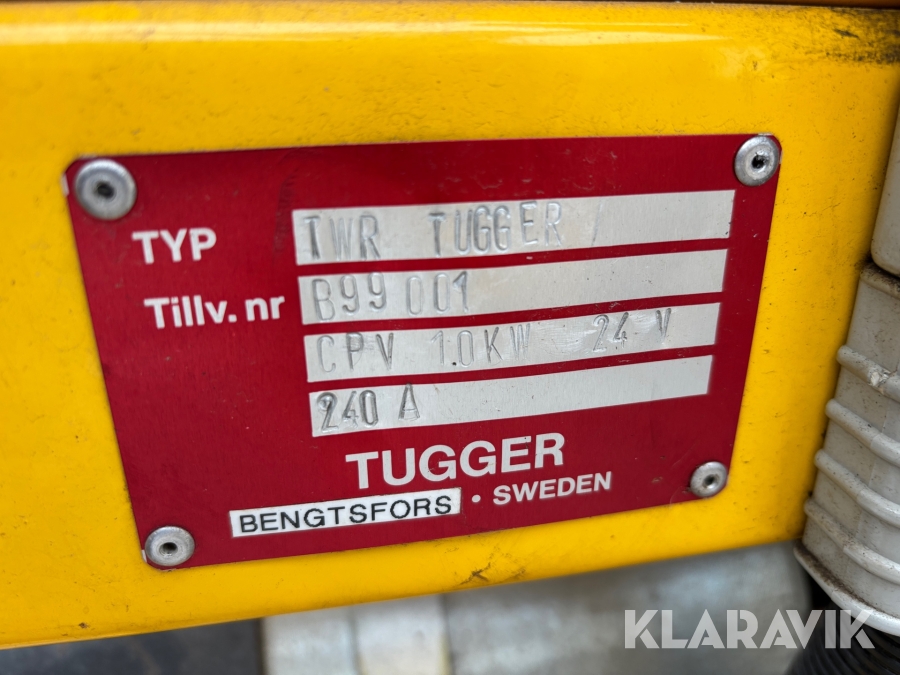 TYP TWR TUGGER
Tillv. nr B99 001
CPV 1.0KW 24 V
240 A
TUGGER
BENGTSFORS · SWEDEN
KLARAVIK